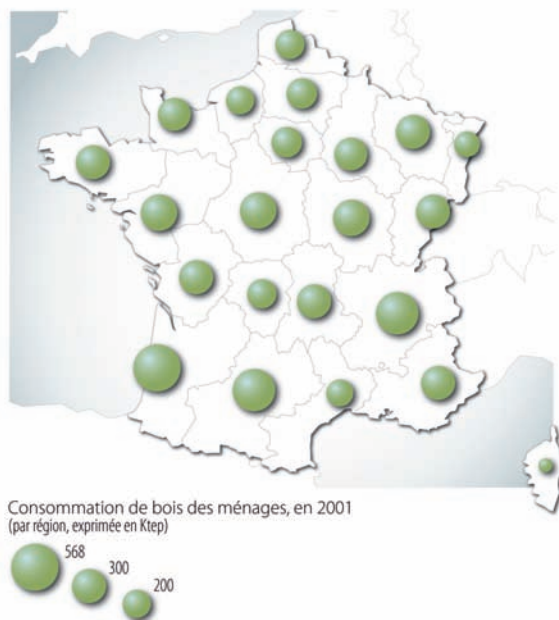 Consommation de bois des ménages, en 2001
(par région, exprimée en Ktep)
568
300
200